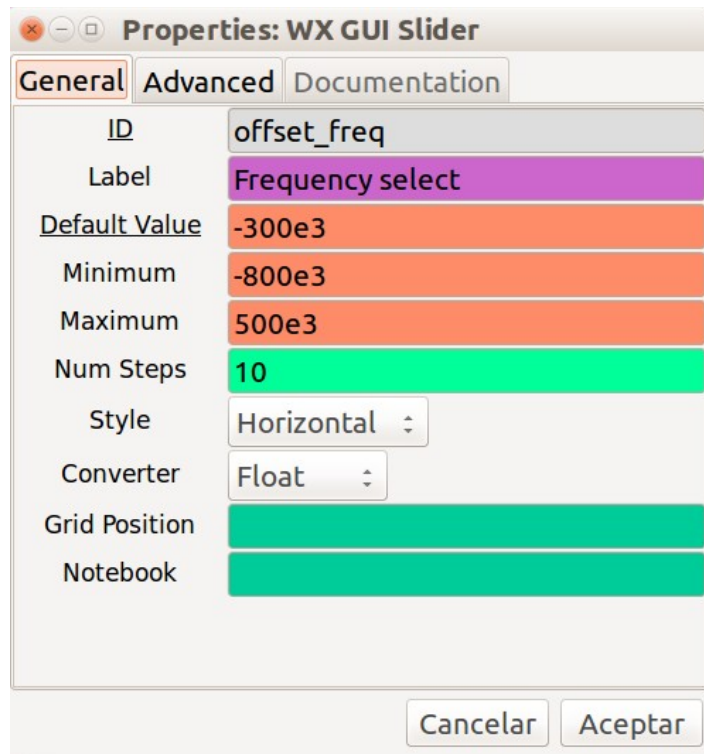 Properties: WX GUI Slider
General Advanced Documentation
ID offset_freq
Label Frequency select
Default Value -300e3
Minimum -800e3
Maximum 500e3
Num Steps 10
Style Horizontal
Converter Float
Grid Position
Notebook
Cancelar Aceptar